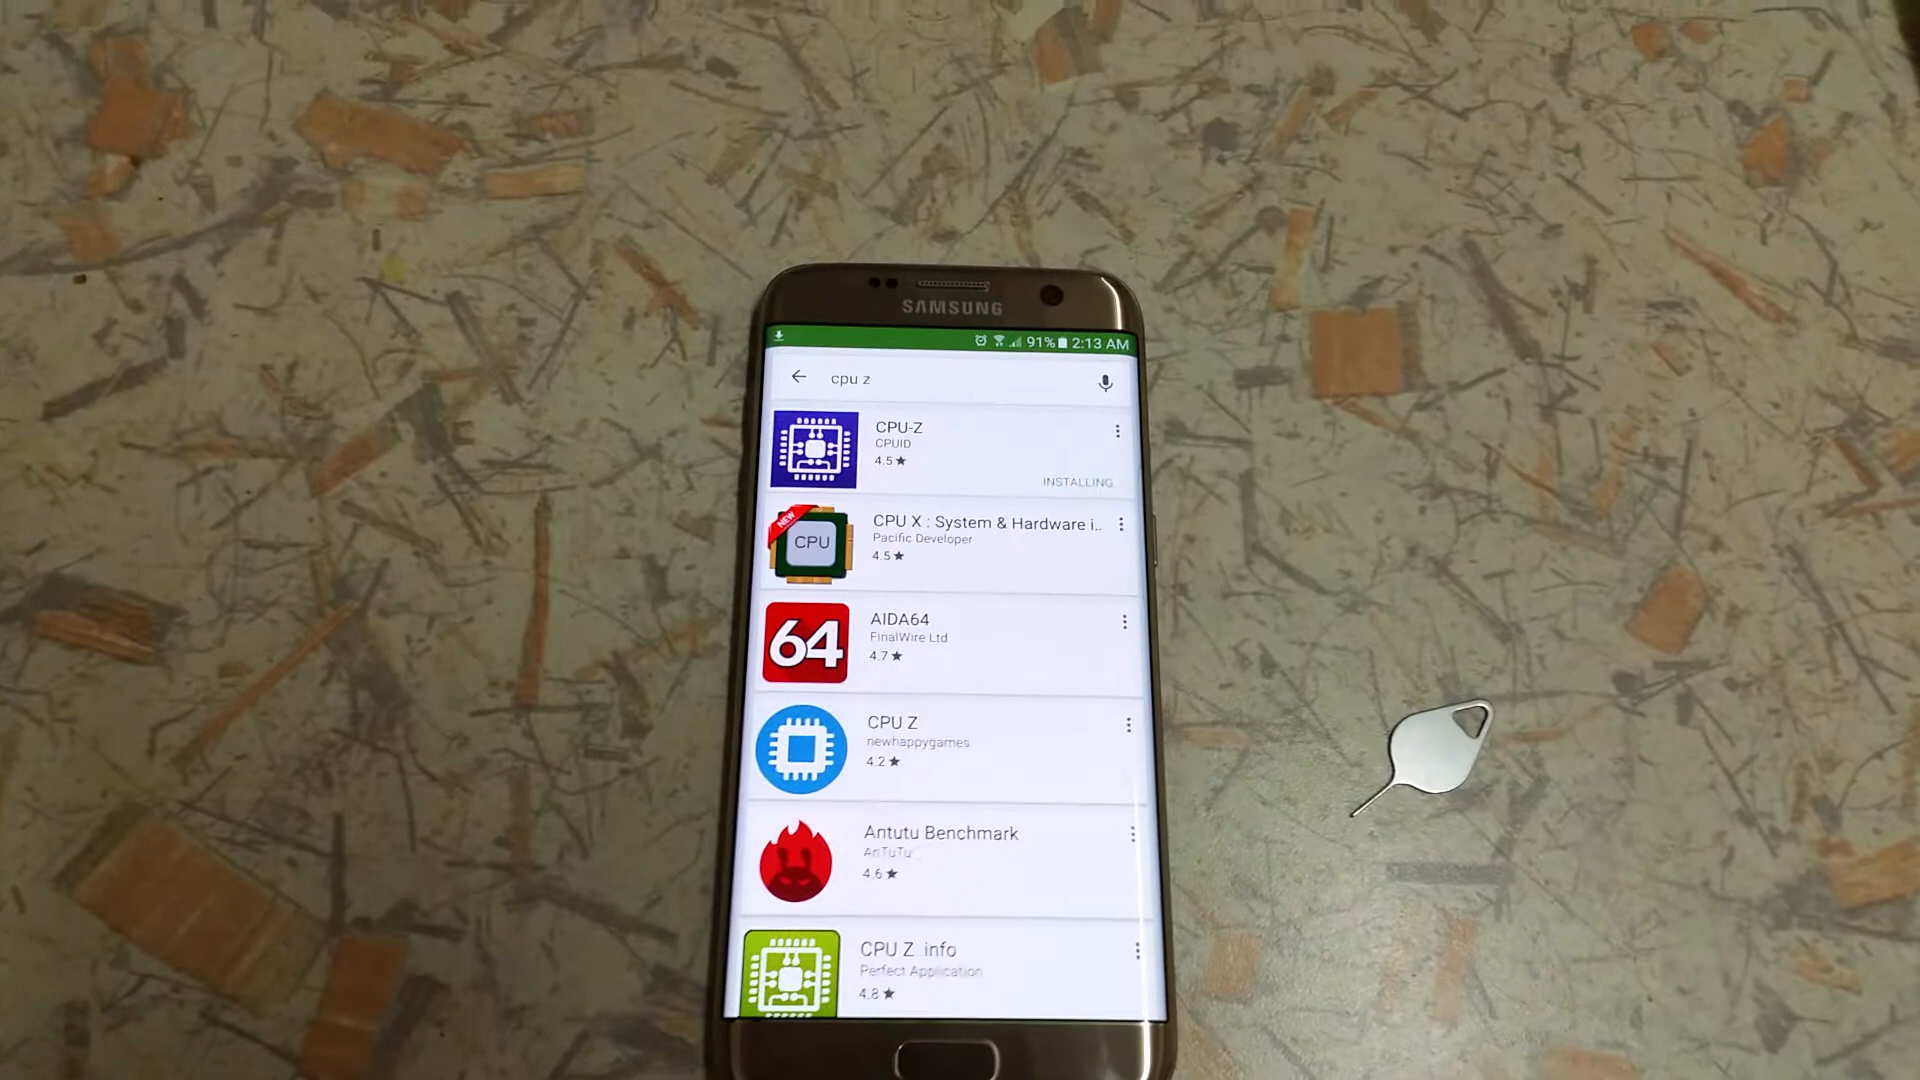 SAMSUNG
91% 2:13 AM
cpu z
CPU-Z
CPUID
4.5★
INSTALLING...
NEW
CPU
CPU X : System & Hardware i..
Pacific Developer
4.5★
64
AIDA64
FinalWire Ltd
4.7★
CPU Z
newhappygames
4.2★
Antutu Benchmark
AnTuTu
4.6★
CPU Z info
Perfect Application
4.8★